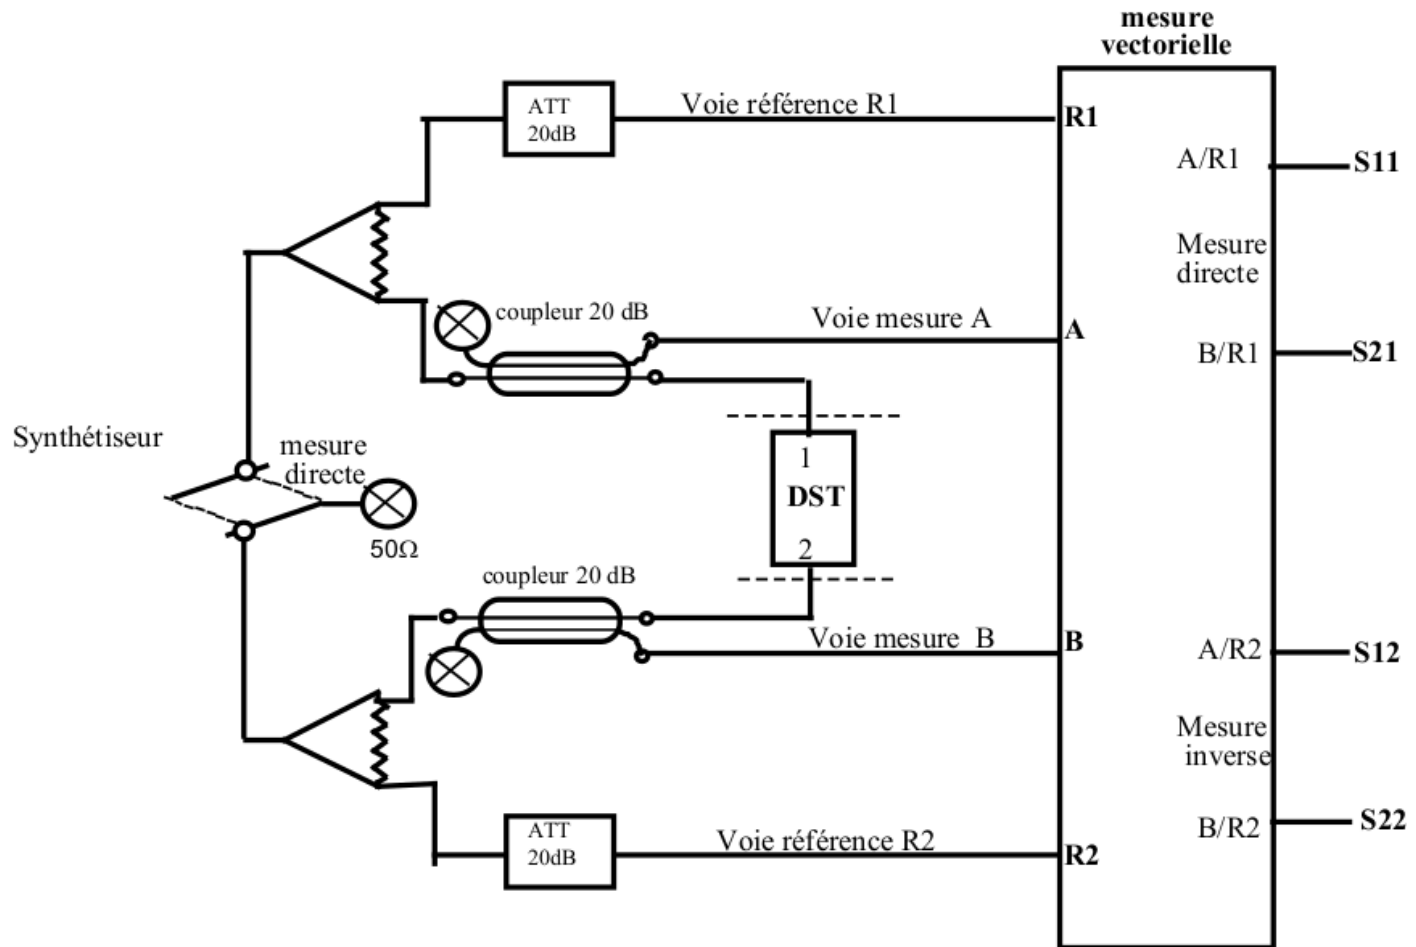 mesure
vectorielle
ATT
20dB
Voie référence R1
R1
A/R1
S11
Mesure
directe
coupleur 20 dB
Voie mesure A
A
B/R1
S21
Synthétiseur
mesure
directe
50Ω
1
DST
2
coupleur 20 dB
Voie mesure B
B
A/R2
S12
Mesure
inverse
ATT
20dB
Voie référence R2
R2
B/R2
S22